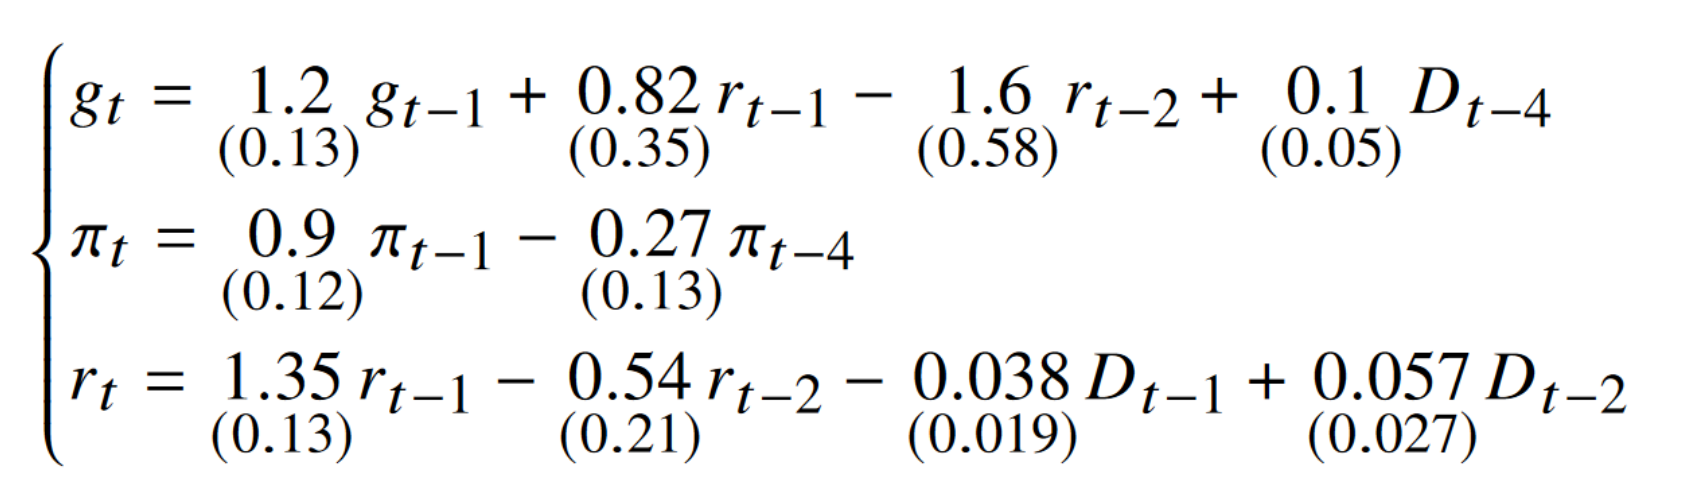 g_t = 1.2 g_{t−1} + 0.82 r_{t−1} − 1.6 r_{t−2} + 0.1 D_{t−4}
(0.13) (0.35) (0.58) (0.05)
π_t = 0.9 π_{t−1} − 0.27 π_{t−4}
(0.12) (0.13)
r_t = 1.35 r_{t−1} − 0.54 r_{t−2} − 0.038 D_{t−1} + 0.057 D_{t−2}
(0.13) (0.21) (0.019) (0.027)